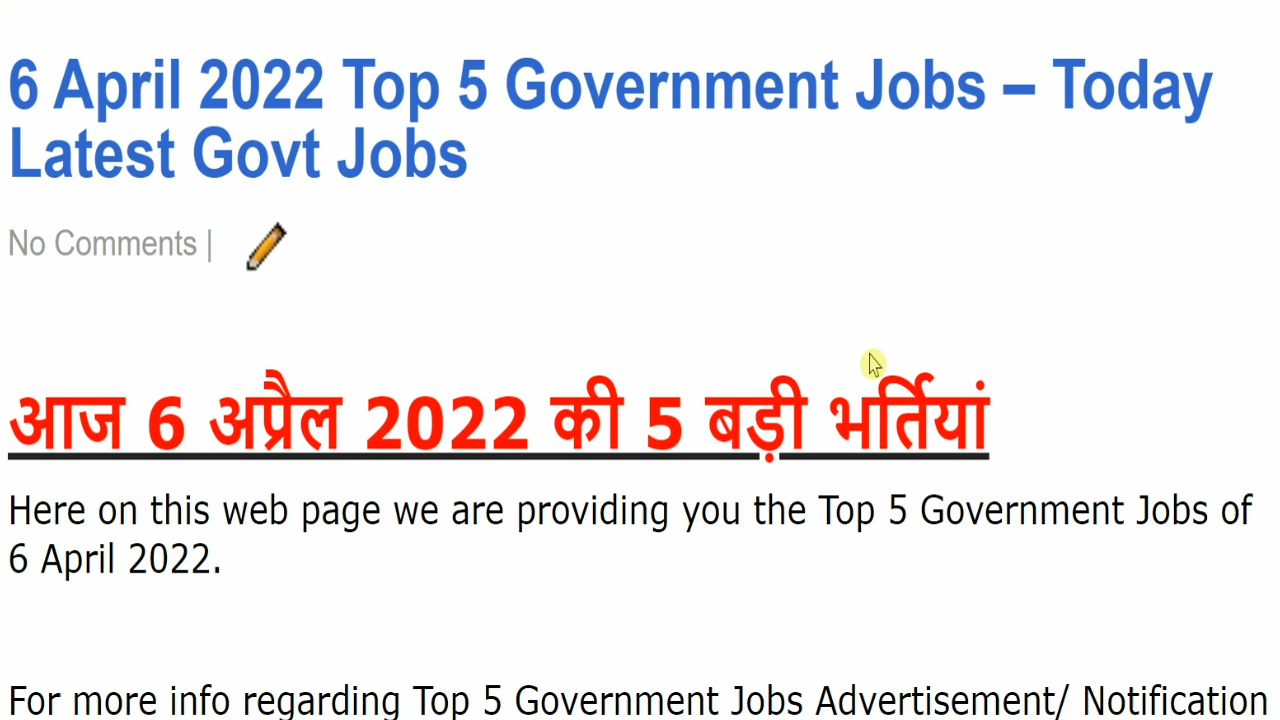 6 April 2022 Top 5 Government Jobs – Today
Latest Govt Jobs
No Comments |
आज 6 अप्रैल 2022 की 5 बड़ी भर्तियां
Here on this web page we are providing you the Top 5 Government Jobs of
6 April 2022.
For more info regarding Top 5 Government Jobs Advertisement/ Notification